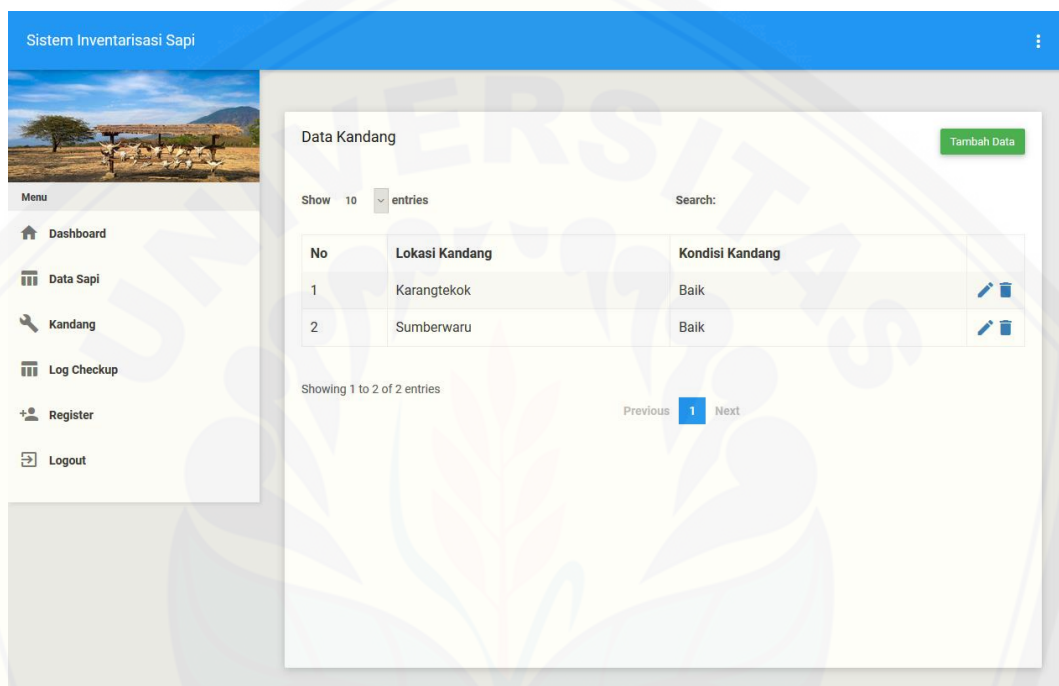 Sistem Inventarisasi Sapi
Menu
Dashboard
Data Sapi
Kandang
Log Checkup
Register
Logout
Data Kandang
Tambah Data
Show 10 entries
Search:
No Lokasi Kandang Kondisi Kandang
1 Karangtekok Baik
2 Sumberwaru Baik
Showing 1 to 2 of 2 entries
Previous 1 Next
UNIVERSITAS